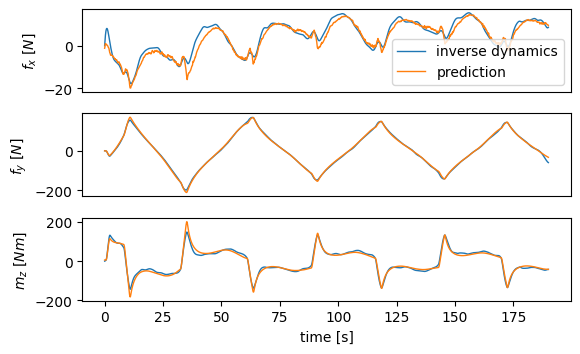 f_x [N]
0
−20
inverse dynamics
prediction
f_y [N]
0
−200
m_z [Nm]
200
0
−200
0 25 50 75 100 125 150 175
time [s]